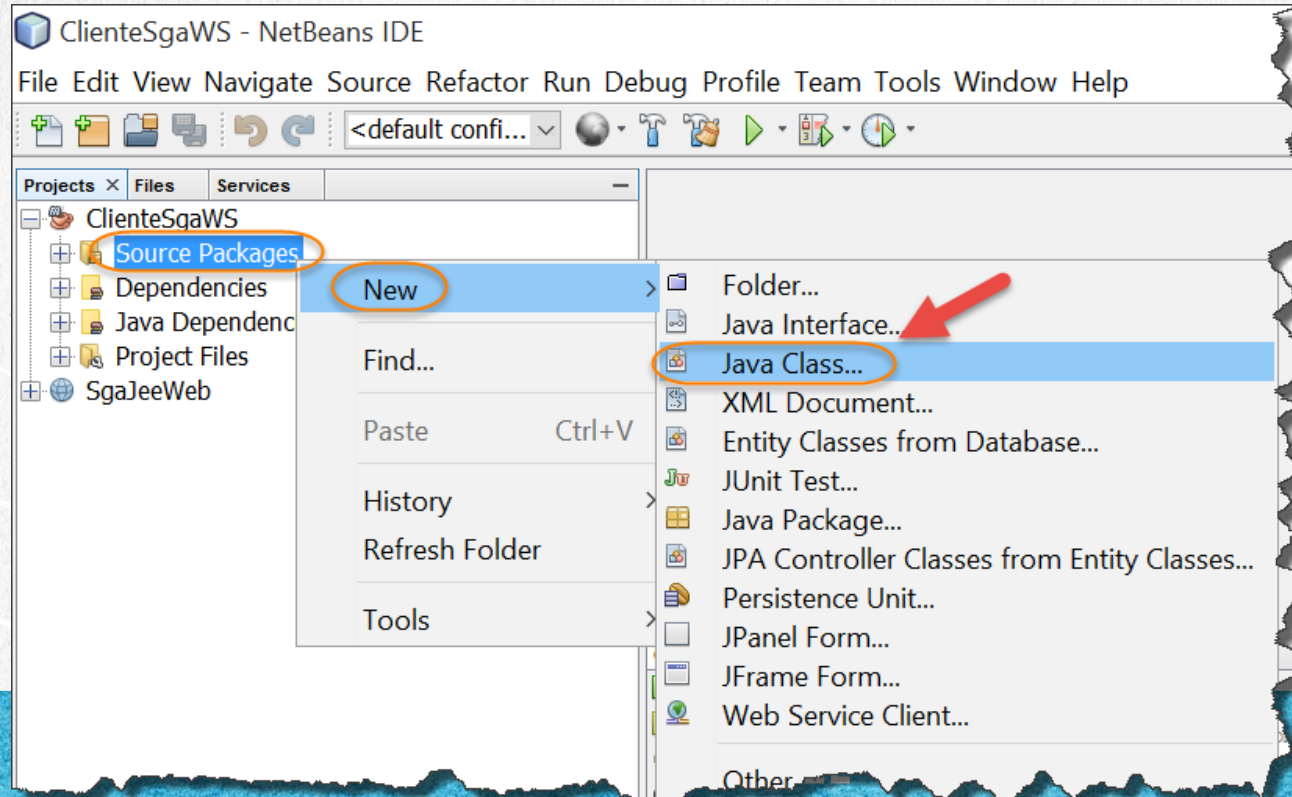 ClienteSgaWS - NetBeans IDE
File Edit View Navigate Source Refactor Run Debug Profile Team Tools Window Help
<default confi...
Projects Files Services
ClienteSgaWS
Source Packages
Dependencies
Java Dependenc
Project Files
SgaJeeWeb
New
Find...
Paste Ctrl+V
History
Refresh Folder
Tools
Folder...
Java Interface..
Java Class...
XML Document...
Entity Classes from Database...
JUnit Test...
Java Package...
JPA Controller Classes from Entity Classes...
Persistence Unit...
JPanel Form...
JFrame Form...
Web Service Client...
Other